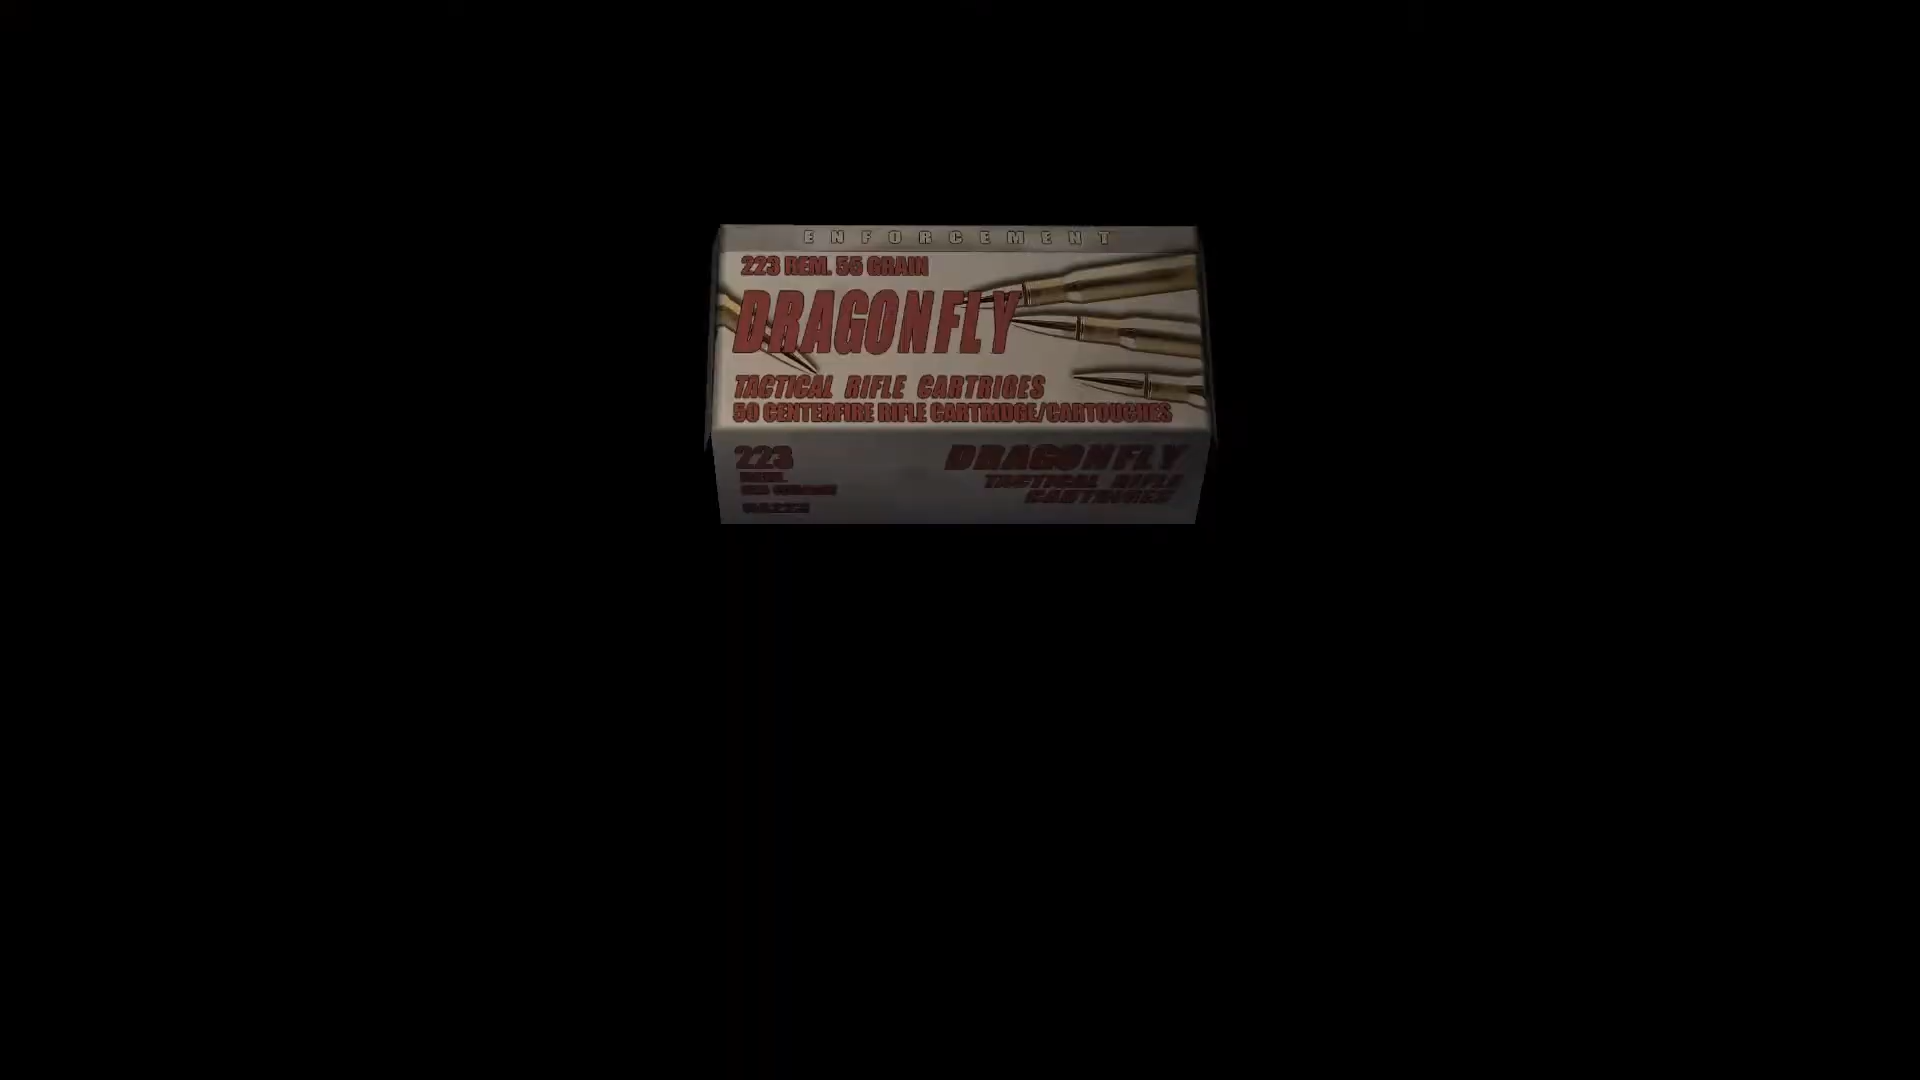 ENFORCEMENT
223 REM. 55 GRAIN
DRAGONFLY
TACTICAL RIFLE CARTRIGES
50 CENTERFIRE RIFLE CARTRIDGE/CARTOUCHES
223
DRAGONFLY
TACTICAL RIFLE
CARTRIGES